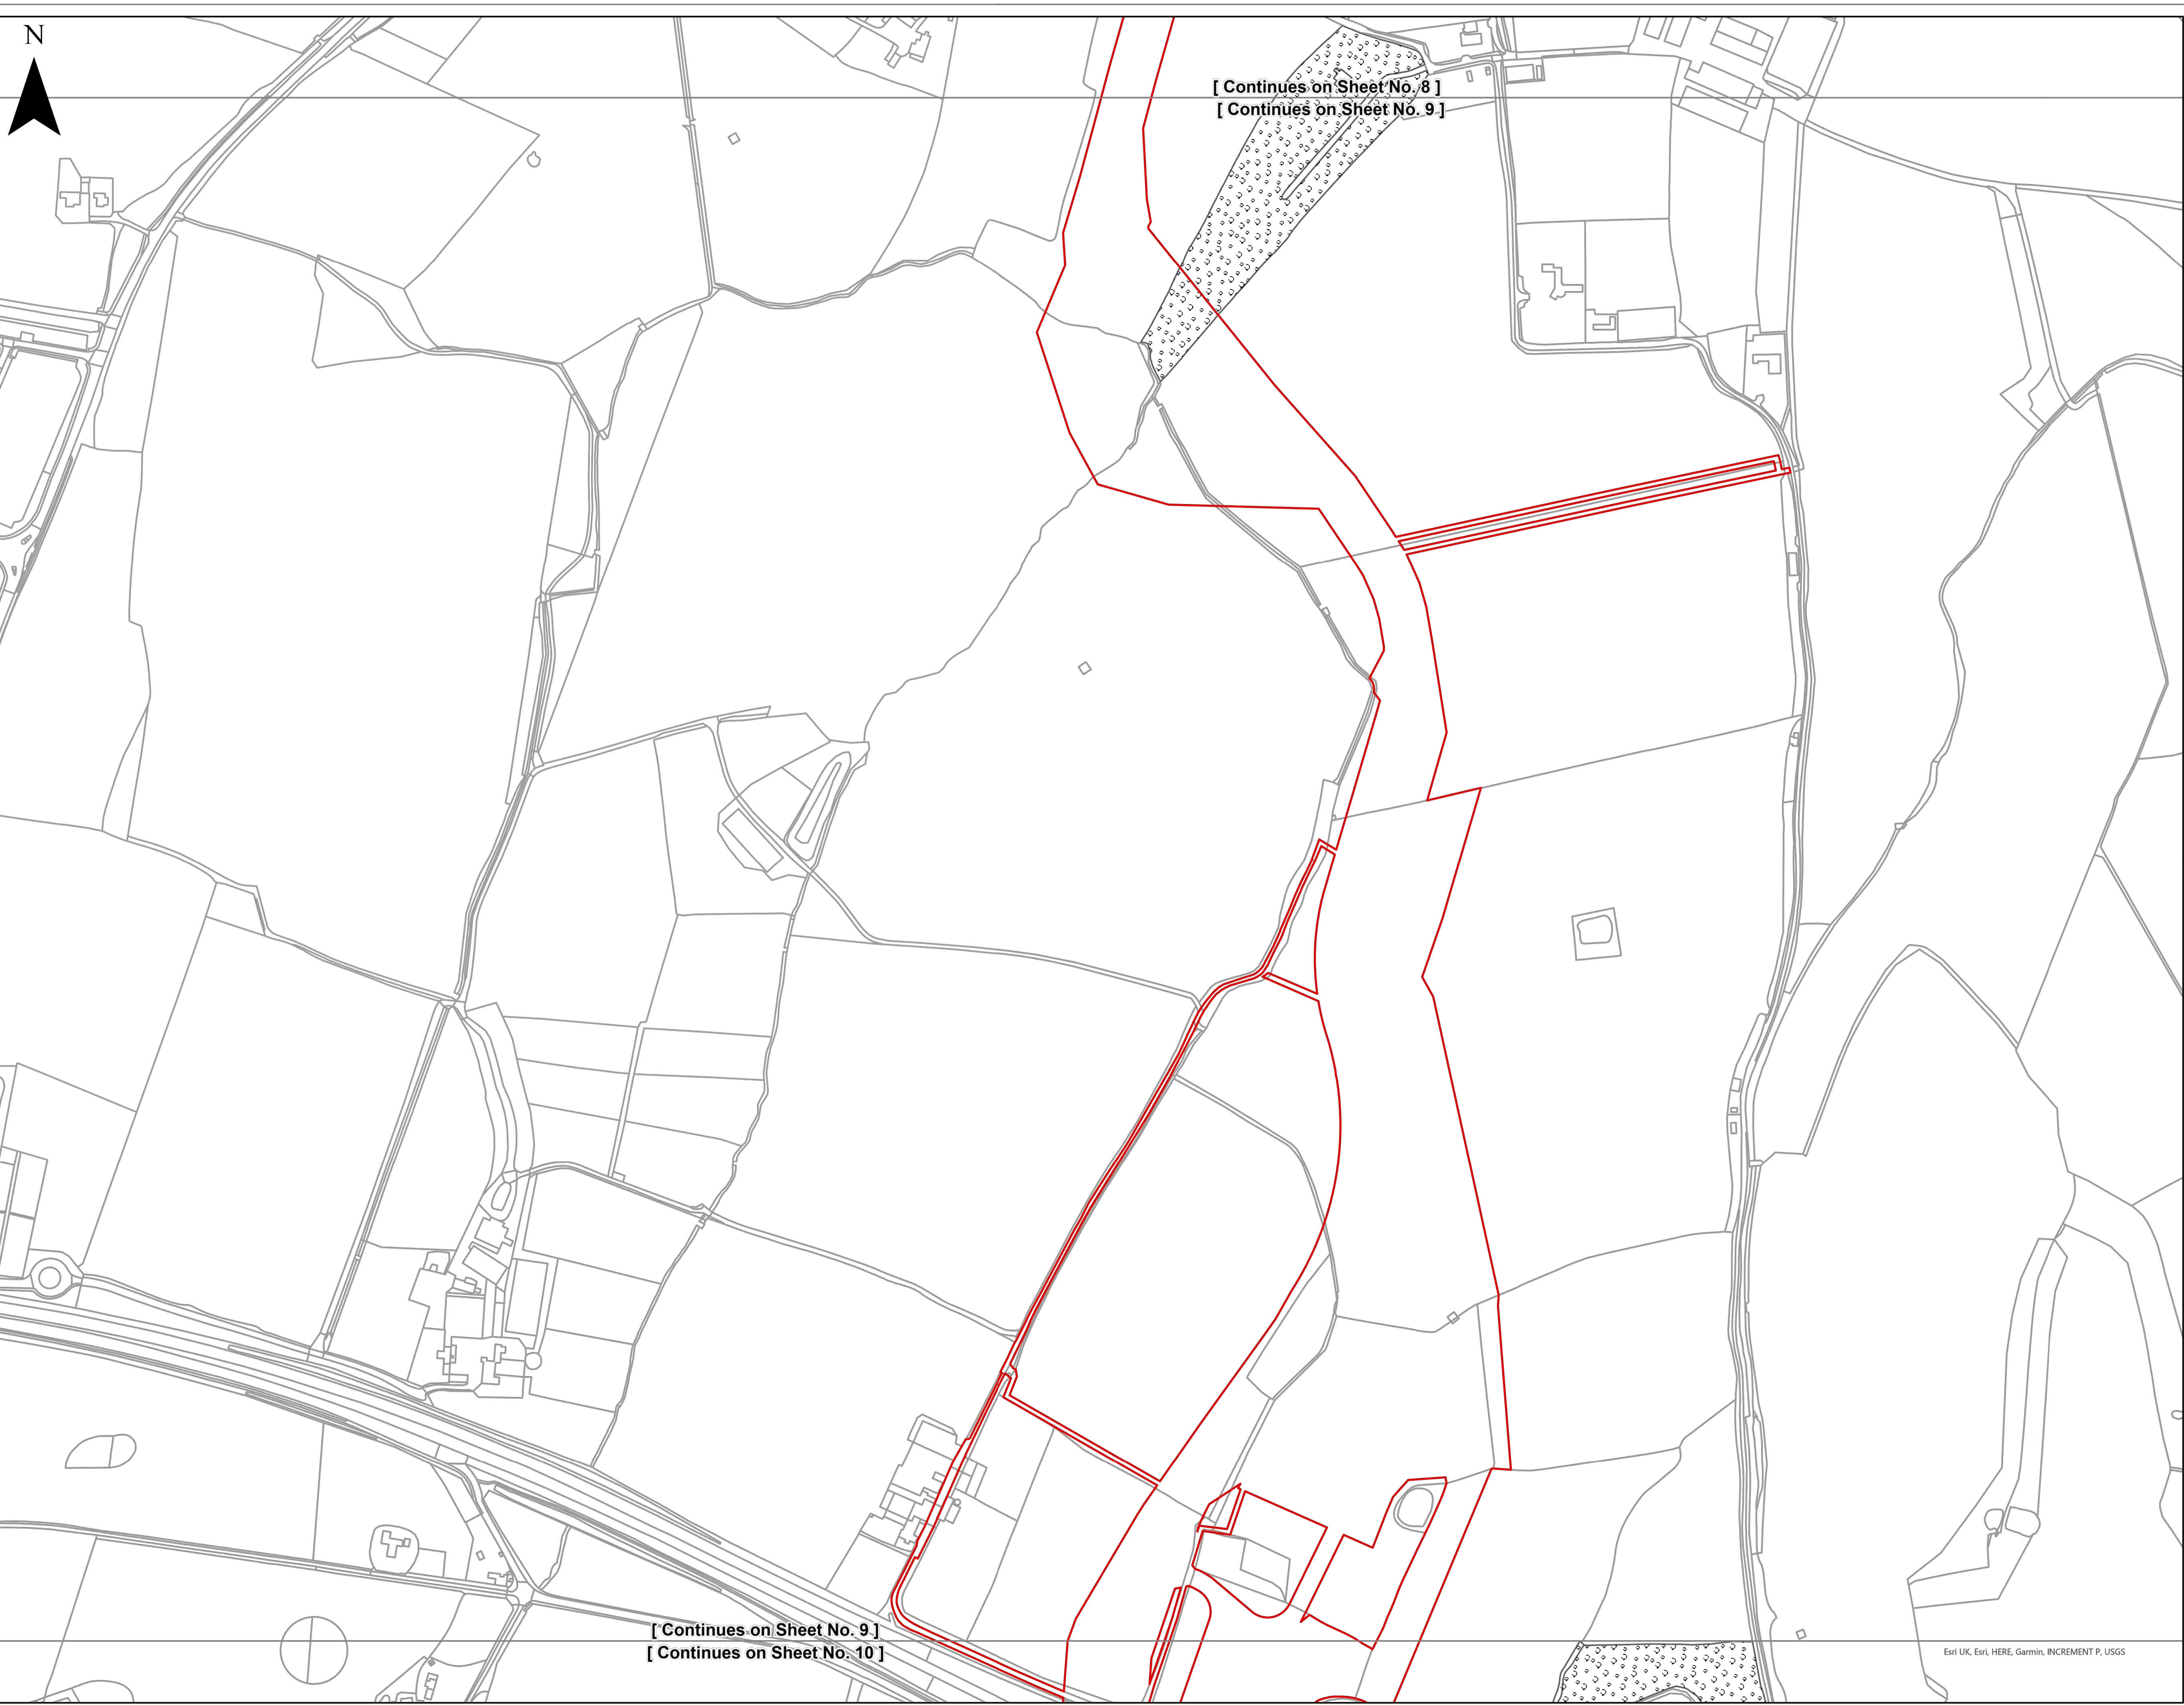 N
[ Continues on Sheet No. 8 ]
[ Continues on Sheet No. 9 ]
[ Continues on Sheet No. 9 ]
[ Continues on Sheet No. 10 ]
Esri UK, Esri, HERE, Garmin, INCREMENT P, USGS